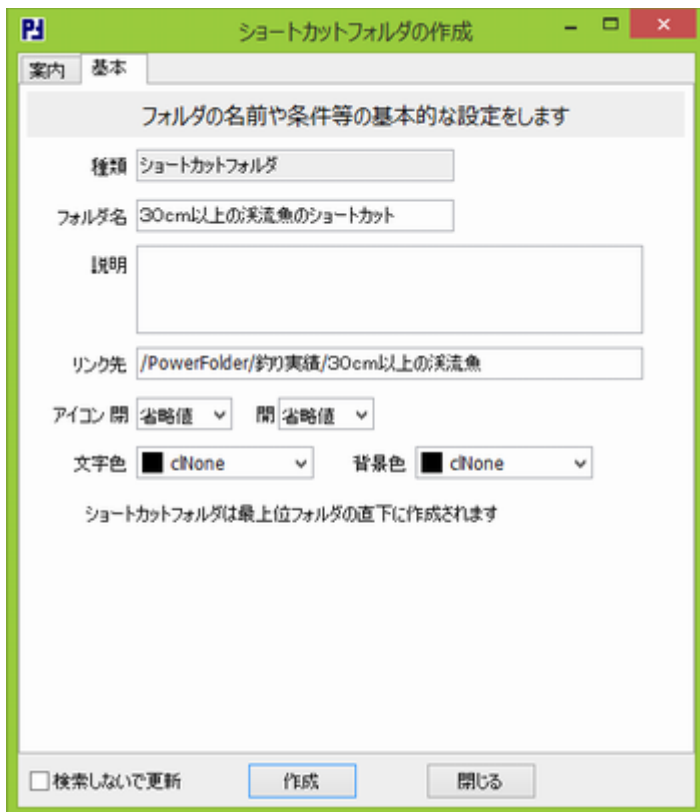 ショートカットフォルダの作成
案内 基本
フォルダの名前や条件等の基本的な設定をします
種類 ショートカットフォルダ
フォルダ名 30cm以上の渓流魚のショートカット
説明
リンク先 /PowerFolder/釣り実績/30cm以上の渓流魚
アイコン 閉 省略値 開 省略値
文字色 clNone 背景色 clNone
ショートカットフォルダは最上位フォルダの直下に作成されます
検索しないで更新 作成 閉じる